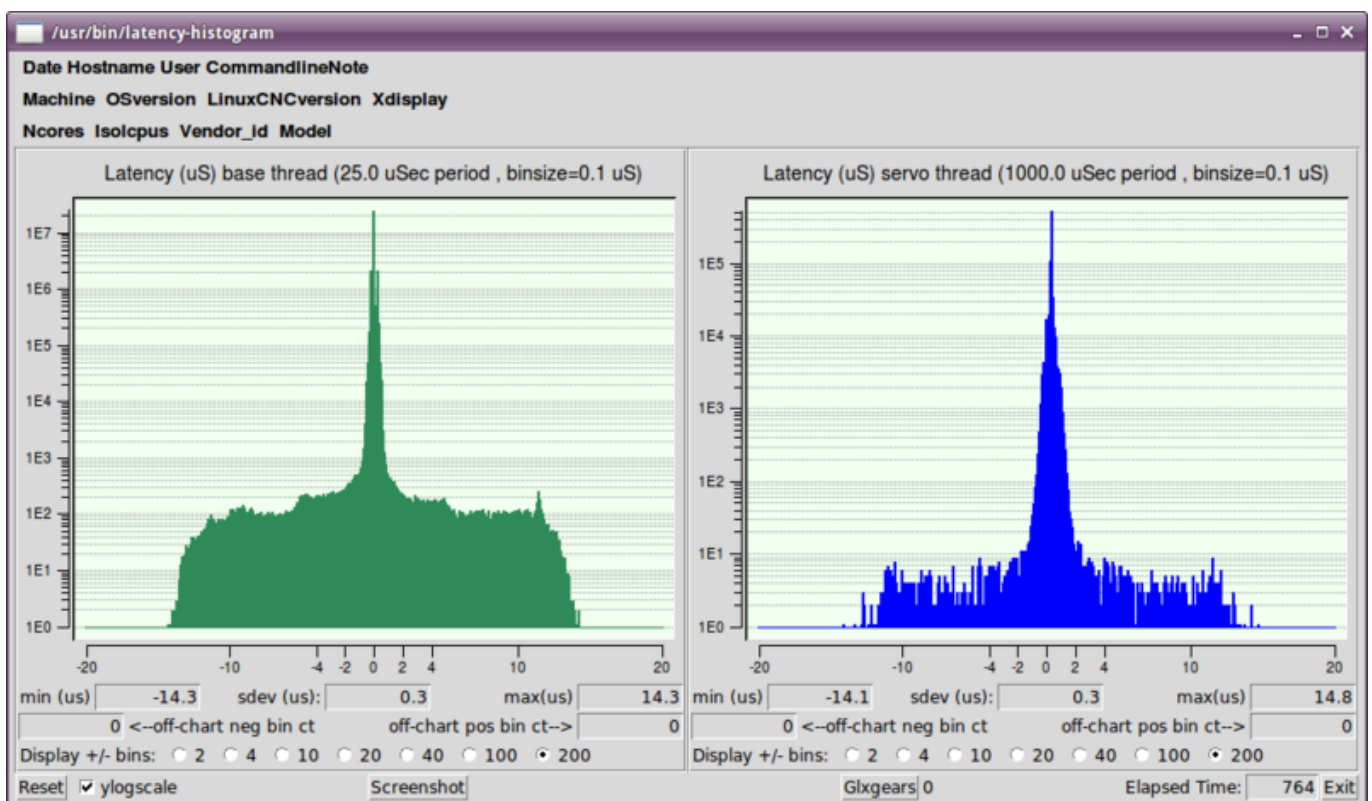 /usr/bin/latency-histogram
Date Hostname User CommandlineNote
Machine OSversion LinuxCNCversion Xdisplay
Ncores Isolcpus Vendor_id Model
Latency (uS) base thread (25.0 uSec period , binsize=0.1 uS)
1E7
1E6
1E5
1E4
1E3
1E2
1E1
1E0
-20 -10 -4 -2 0 2 4 10 20
min (us) -14.3 sdev (us): 0.3 max(us) 14.3
0 <--off-chart neg bin ct off-chart pos bin ct--> 0
Display +/- bins: 2 4 10 20 40 100 200
Latency (uS) servo thread (1000.0 uSec period , binsize=0.1 uS)
1E5
1E4
1E3
1E2
1E1
1E0
-20 -10 -4 -2 0 2 4 10 20
min (us) -14.1 sdev (us): 0.3 max(us) 14.8
0 <--off-chart neg bin ct off-chart pos bin ct--> 0
Display +/- bins: 2 4 10 20 40 100 200
Reset ylogscale Screenshot Glxgears 0 Elapsed Time: 764 Exit